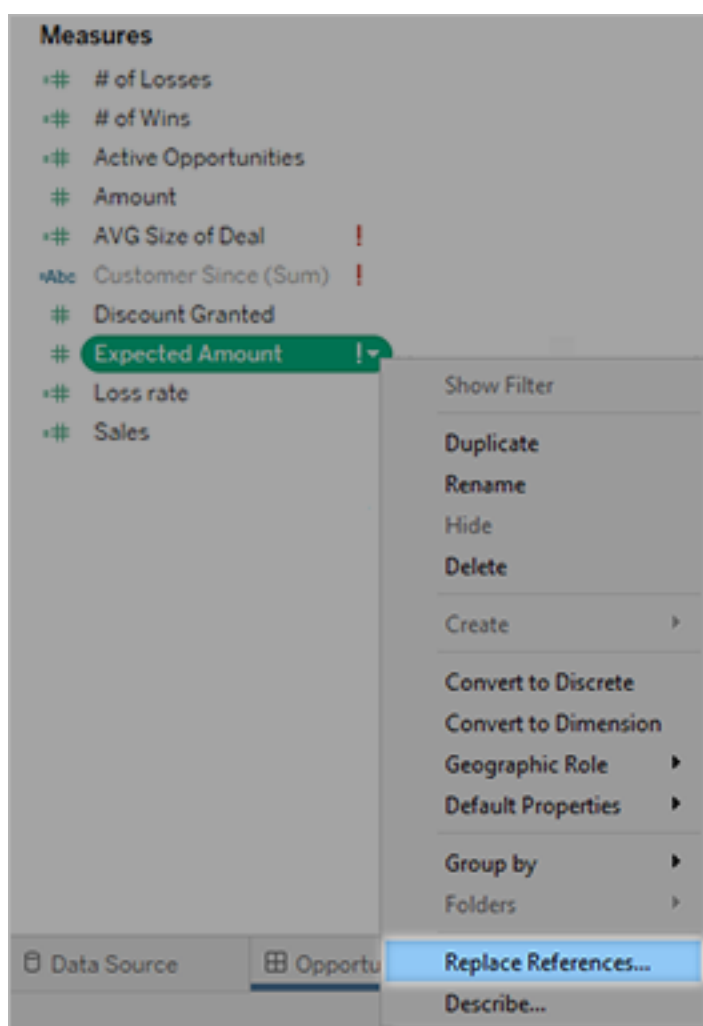 Measures
# of Losses
# of Wins
Active Opportunities
Amount
AVG Size of Deal !
Abc Customer Since (Sum) !
Discount Granted
Expected Amount !
Loss rate
Sales
Show Filter
Duplicate
Rename
Hide
Delete
Create
Convert to Discrete
Convert to Dimension
Geographic Role
Default Properties
Group by
Folders
Replace References...
Describe...
Data Source
Opportu